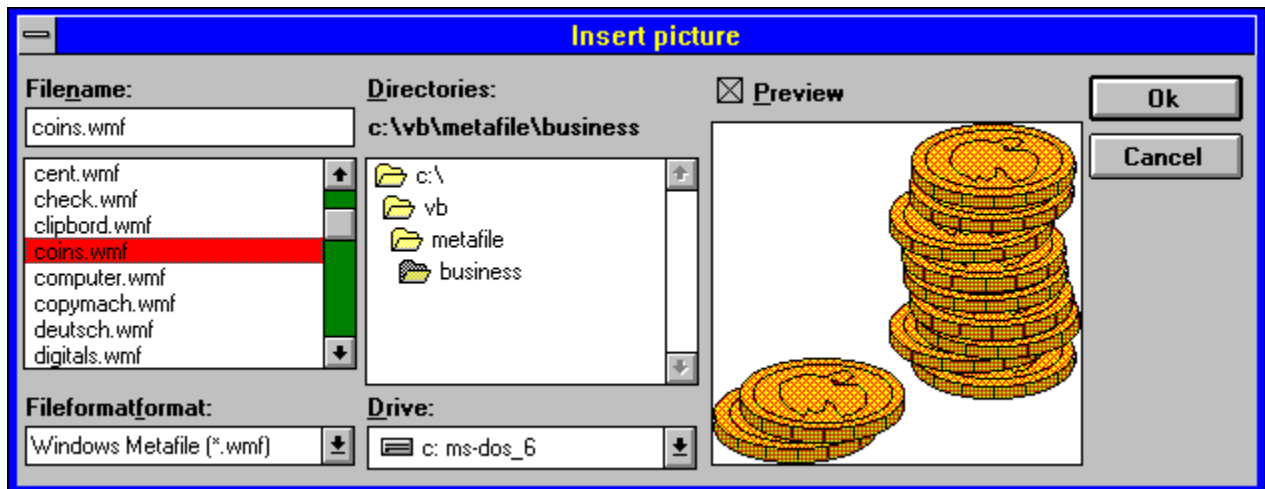 Insert picture
Filename:
coins.wmf
cent.wmf
check.wmf
clipbord.wmf
coins.wmf
computer.wmf
copymach.wmf
deutsch.wmf
digitals.wmf
Fileformatformat:
Windows Metafile (*.wmf)
Directories:
c:\vb\metafile\business
c:\
vb
metafile
business
Drive:
c: ms-dos_6
Preview
Ok
Cancel